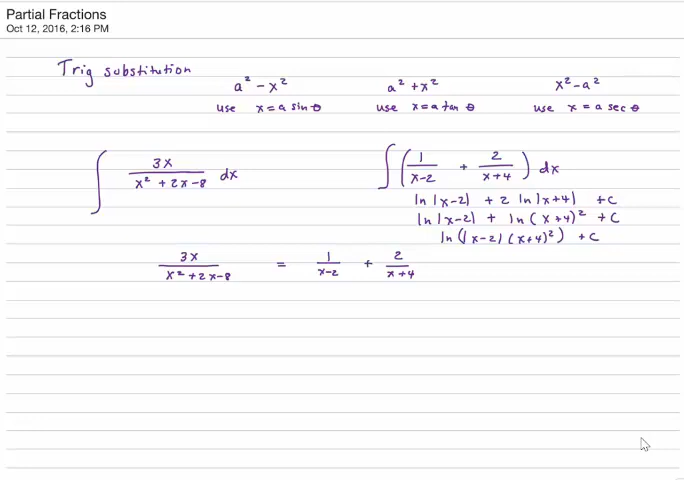 Partial Fractions
Oct 12, 2016, 2:16 PM
Trig substitution
a² - x² a² + x² x² - a²
use x = a sin θ use x = a tan θ use x = a sec θ
∫ 3x / (x² + 2x - 8) dx ∫ ( 1/(x-2) + 2/(x+4) ) dx
ln |x-2| + 2 ln |x+4| + c
ln |x-2| + ln (x+4)² + c
ln (|x-2| (x+4)²) + c
3x / (x² + 2x - 8) = 1/(x-2) + 2/(x+4)